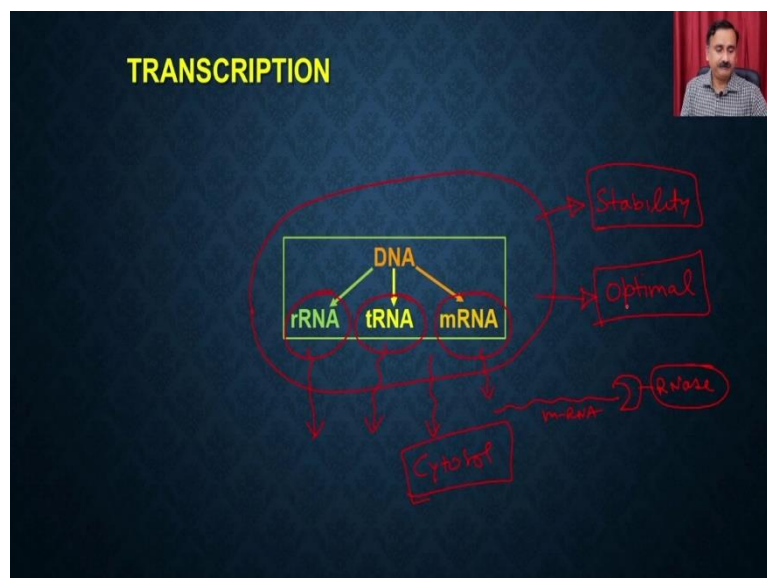 TRANSCRIPTION
Stability
DNA
Optimal
rRNA tRNA mRNA
RNase
m-RNA
Cytosol